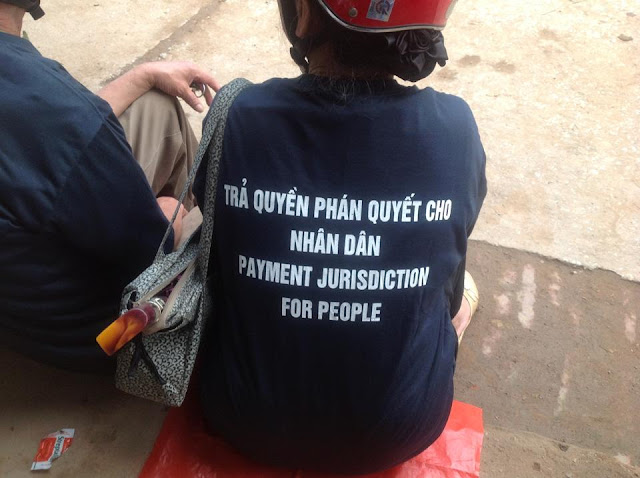 TRẢ QUYỀN PHÁN QUYẾT CHO
NHÂN DÂN
PAYMENT JURISDICTION
FOR PEOPLE